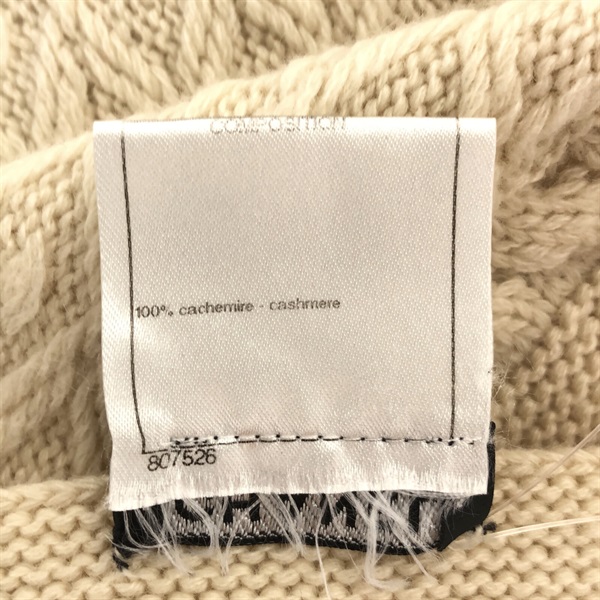 COMPOSITION
100% cachemire - cashmere
807526